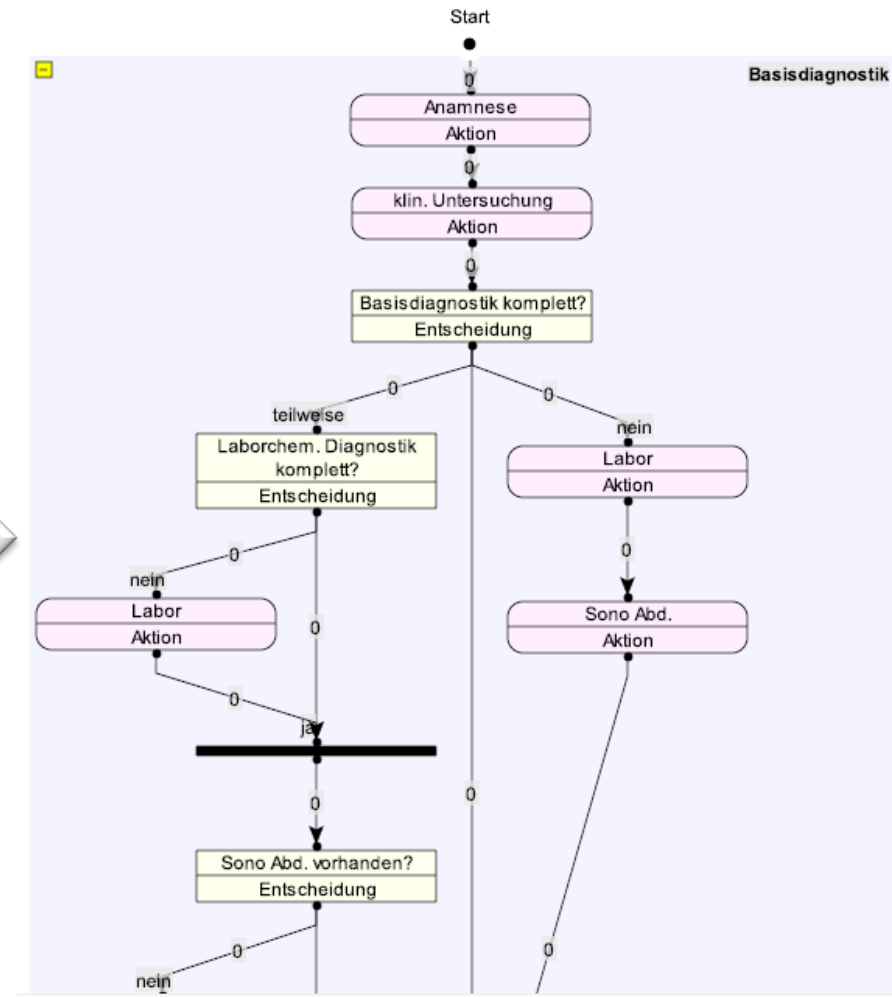 Start
Basisdiagnostik
0
Anamnese
Aktion
0
klin. Untersuchung
Aktion
0
Basisdiagnostik komplett?
Entscheidung
0
0
teilweise
nein
Laborchem. Diagnostik
komplett?
Entscheidung
Labor
Aktion
0
0
nein
Labor
Aktion
0
Sono Abd.
Aktion
0
ja
0
0
Sono Abd. vorhanden?
Entscheidung
0
0
nein